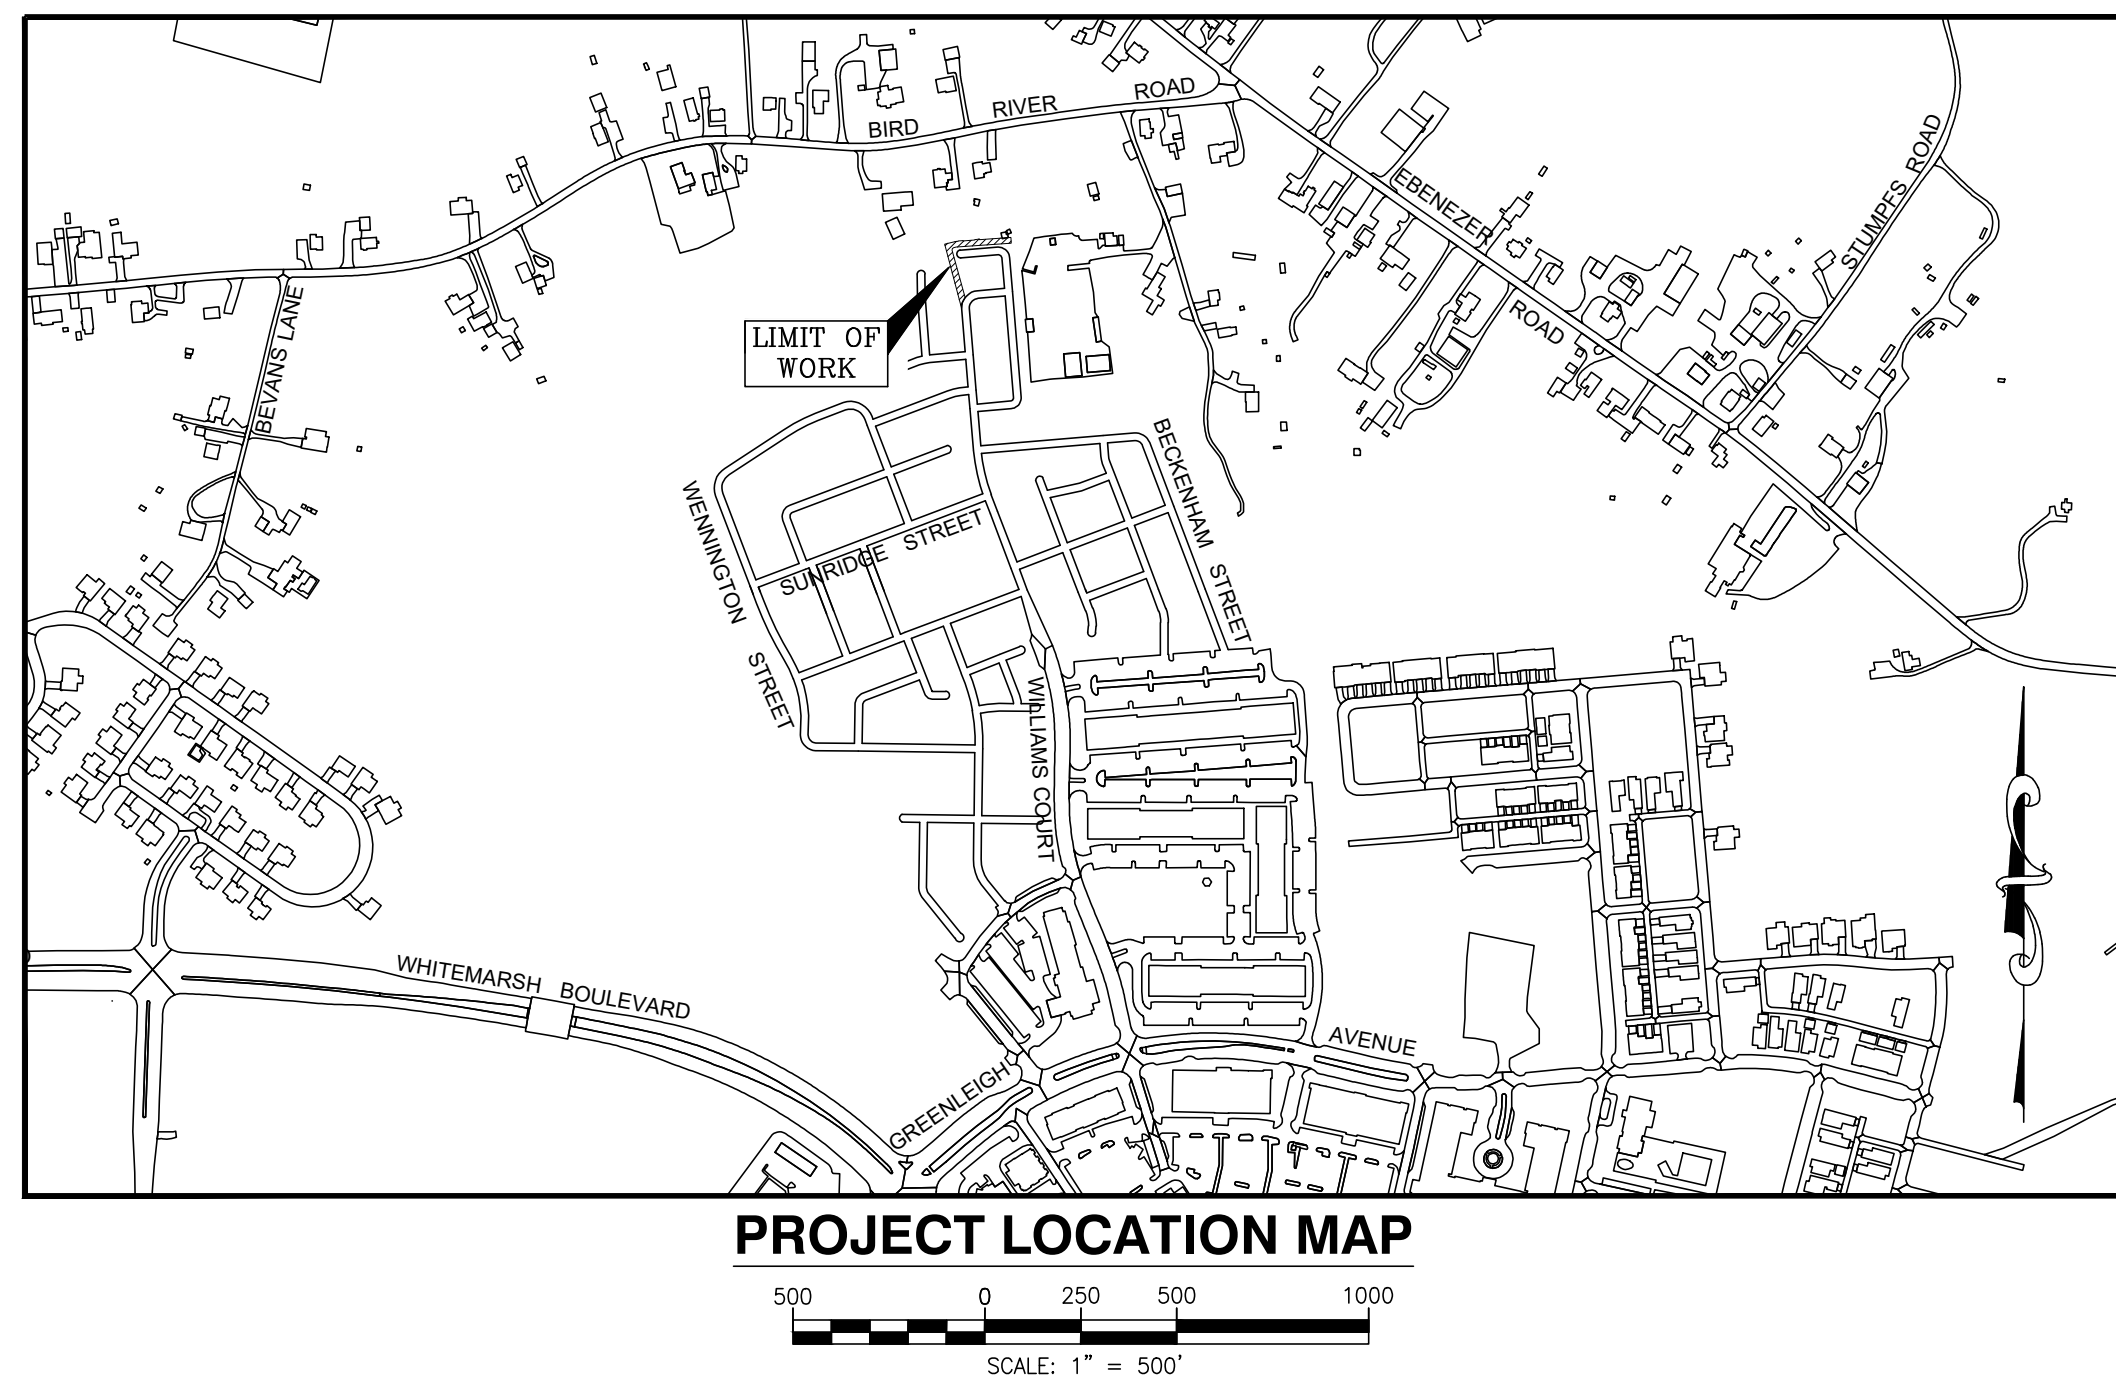 BIRD RIVER ROAD
EBENEZER
ROAD
STUMPFS ROAD
BEVANS LANE
LIMIT OF
WORK
WENNINGTON STREET
SUNRIDGE STREET
BECKENHAM STREET
WILLIAMS COURT
WHITEMARSH BOULEVARD
GREENLEIGH AVENUE
PROJECT LOCATION MAP
500 0 250 500 1000
SCALE: 1" = 500'